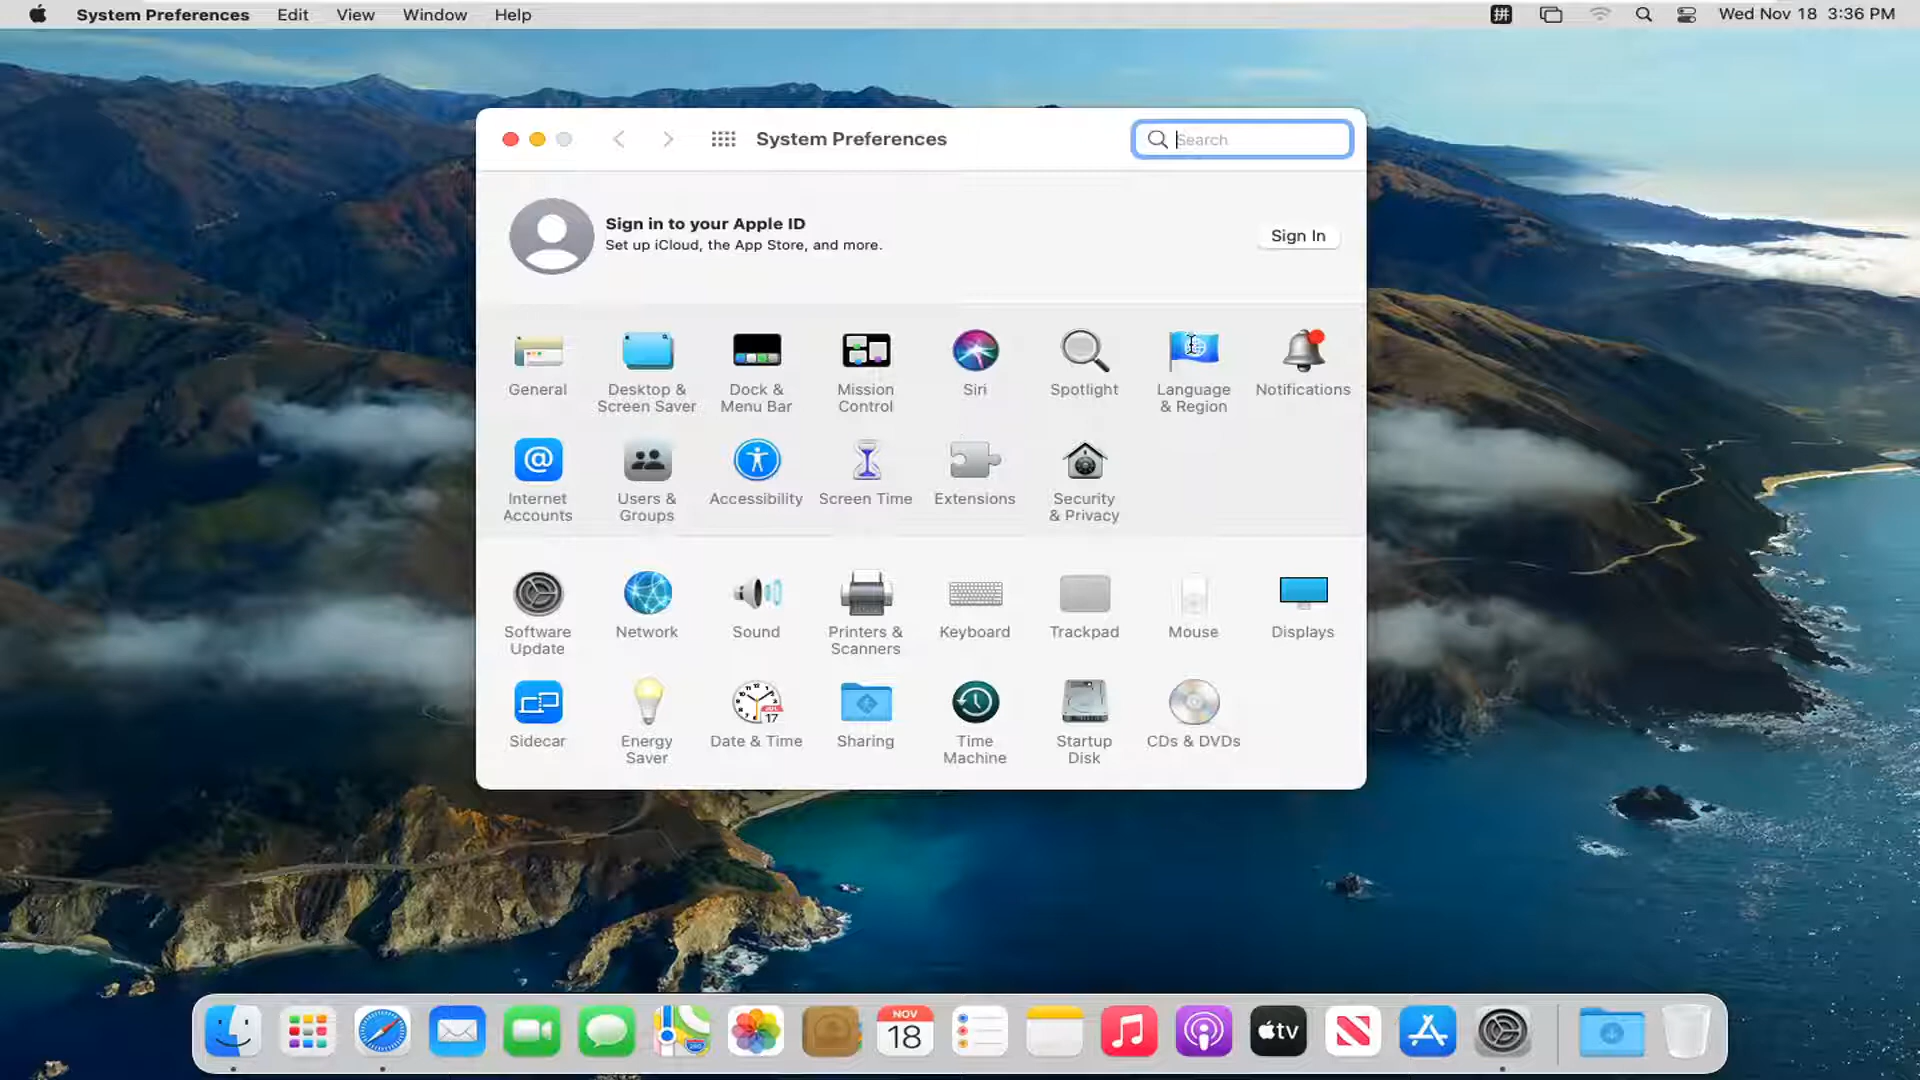 System Preferences Edit View Window Help
拼 Wed Nov 18 3:36 PM
System Preferences
Search
Sign in to your Apple ID
Set up iCloud, the App Store, and more.
Sign In
General
Desktop &
Screen Saver
Dock &
Menu Bar
Mission
Control
Siri
Spotlight
Language
& Region
Notifications
Internet
Accounts
Users &
Groups
Accessibility
Screen Time
Extensions
Security
& Privacy
Software
Update
Network
Sound
Printers &
Scanners
Keyboard
Trackpad
Mouse
Displays
JUL
17
Sidecar
Energy
Saver
Date & Time
Sharing
Time
Machine
Startup
Disk
CDs & DVDs
NOV
18
tv